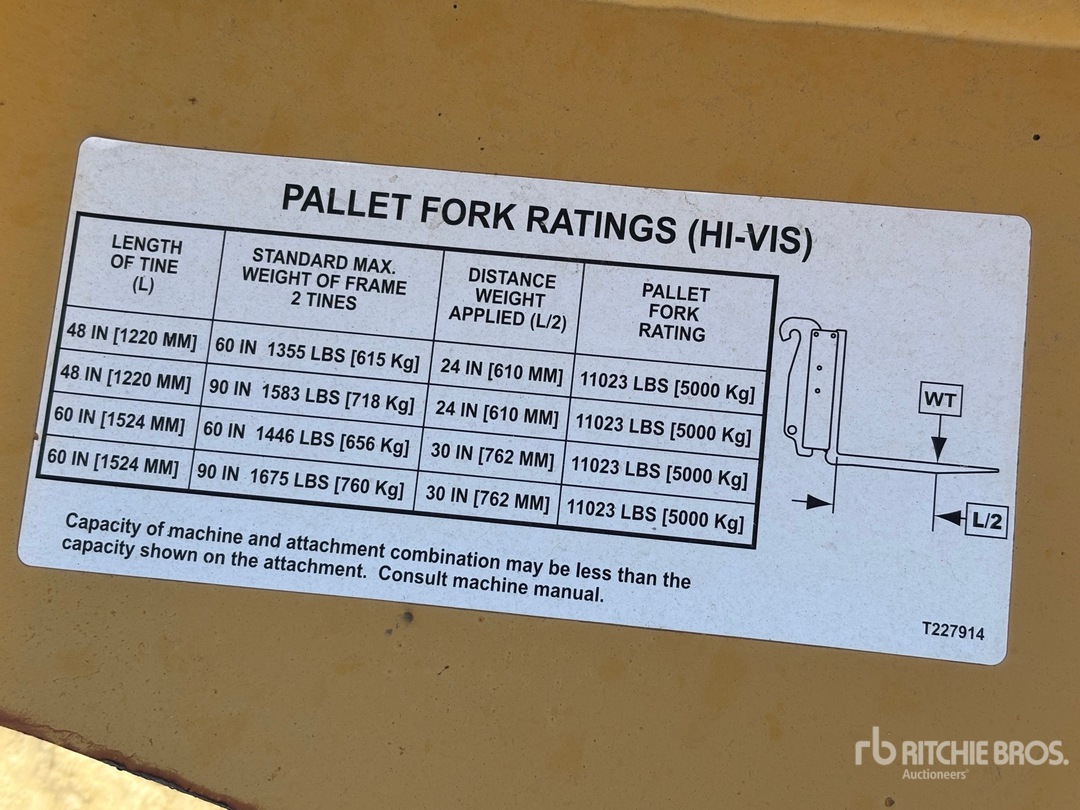 PALLET FORK RATINGS (HI-VIS)
LENGTH OF TINE (L) STANDARD MAX. WEIGHT OF FRAME 2 TINES DISTANCE WEIGHT APPLIED (L/2) PALLET FORK RATING
48 IN [1220 MM] 60 IN 1355 LBS [615 Kg] 24 IN [610 MM] 11023 LBS [5000 Kg]
48 IN [1220 MM] 90 IN 1583 LBS [718 Kg] 24 IN [610 MM] 11023 LBS [5000 Kg]
60 IN [1524 MM] 60 IN 1446 LBS [656 Kg] 30 IN [762 MM] 11023 LBS [5000 Kg]
60 IN [1524 MM] 90 IN 1675 LBS [760 Kg] 30 IN [762 MM] 11023 LBS [5000 Kg]
WT
L/2
Capacity of machine and attachment combination may be less than the
capacity shown on the attachment. Consult machine manual.
T227914
rb RITCHIE BROS.
Auctioneers